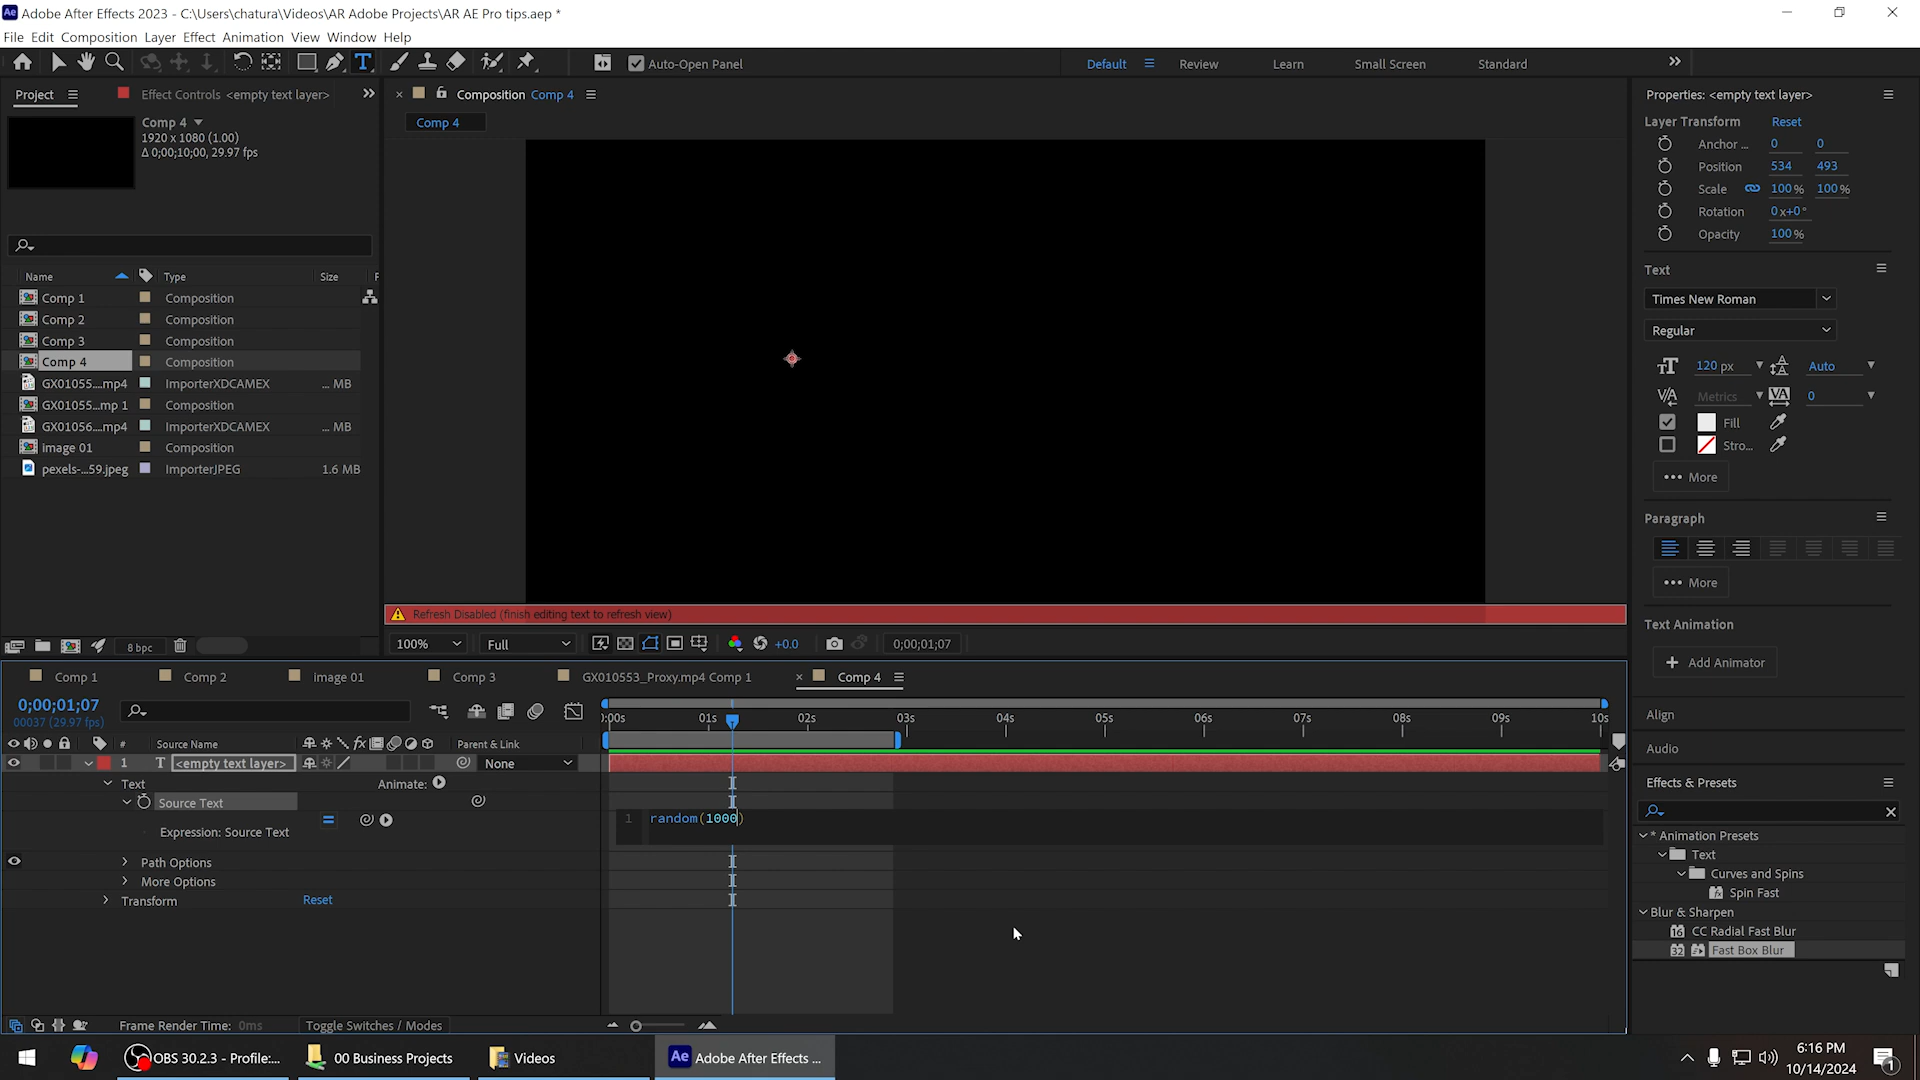 Adobe After Effects 2023 - C:\Users\chatura\Videos\AR Adobe Projects\AR AE Pro tips.aep *
File Edit Composition Layer Effect Animation View Window Help
Auto-Open Panel
Default
Review
Learn
Small Screen
Standard
Project
Effect Controls <empty text layer>
Comp 4
1920 x 1080 (1.00)
Δ 0;00;10;00, 29.97 fps
Name Type Size F
Comp 1 Composition
Comp 2 Composition
Comp 3 Composition
Comp 4 Composition
GX01055....mp4 ImporterXDCAMEX ... MB
GX01055...mp 1 Composition
GX01056....mp4 ImporterXDCAMEX ... MB
image 01 Composition
pexels-...59.jpeg ImporterJPEG 1.6 MB
8 bpc
Composition Comp 4
Comp 4
Refresh Disabled (finish editing text to refresh view)
100% Full +0.0 0;00;01;07
Properties: <empty text layer>
Layer Transform Reset
Anchor ... 0 0
Position 534 493
Scale 100% 100%
Rotation 0x+0°
Opacity 100%
Text
Times New Roman
Regular
120 px Auto
Metrics 0
Fill
Stro...
More
Paragraph
More
Text Animation
Add Animator
Align
Audio
Effects & Presets
* Animation Presets
Text
Curves and Spins
Spin Fast
Blur & Sharpen
CC Radial Fast Blur
Fast Box Blur
Comp 1 Comp 2 image 01 Comp 3 GX010553_Proxy.mp4 Comp 1 Comp 4
0;00;01;07
00037 (29.97 fps)
):00s 01s 02s 03s 04s 05s 06s 07s 08s 09s 10s
# Source Name Parent & Link
1 T <empty text layer> None
Text Animate:
Source Text
Expression: Source Text
1 random(1000)
Path Options
More Options
Transform Reset
Frame Render Time: 0ms Toggle Switches / Modes
OBS 30.2.3 - Profile:...
00 Business Projects
Videos
Adobe After Effects ...
6:16 PM
10/14/2024
1